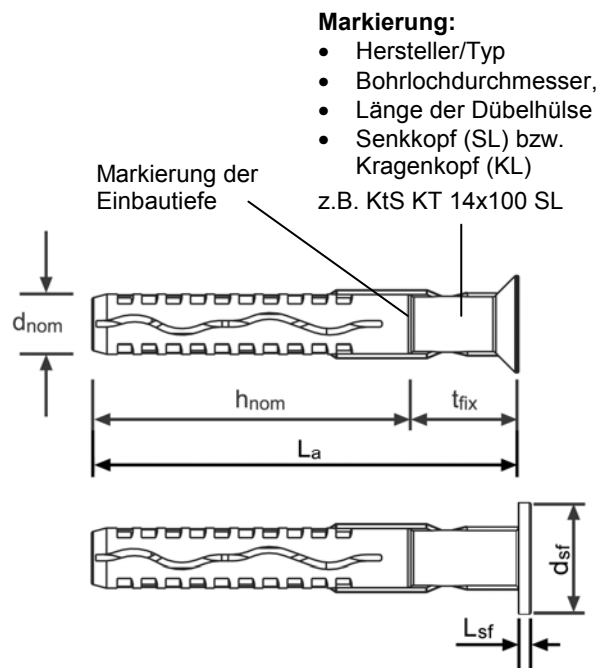 Markierung:
• Hersteller/Typ
• Bohrlochdurchmesser,
• Länge der Dübelhülse
• Senkkopf (SL) bzw.
Kragenkopf (KL)
z.B. KtS KT 14x100 SL
Markierung der
Einbautiefe
dnom
hnom
tfix
La
dsf
Lsf